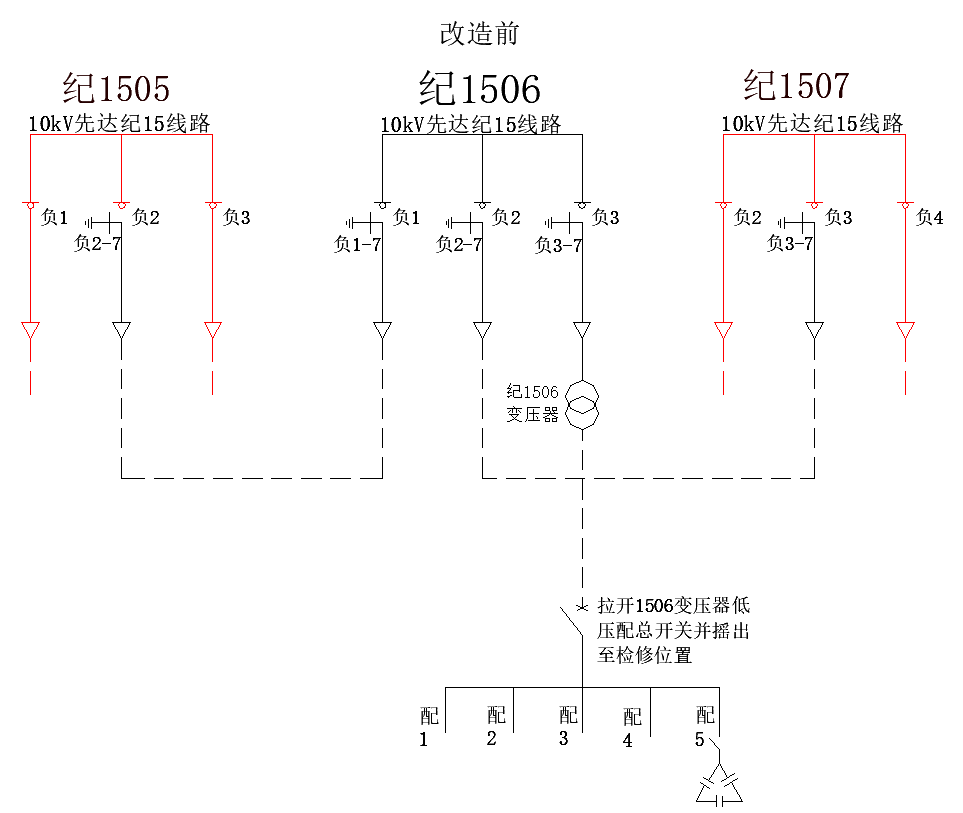 改造前
纪1505
纪1506
纪1507
10kV先达纪15线路
10kV先达纪15线路
10kV先达纪15线路
负1
负2
负3
负2-7
负1
负2
负3
负1-7
负2-7
负3-7
负2
负3
负4
负3-7
纪1506
变压器
拉开1506变压器低
压配总开关并摇出
至检修位置
配
1
配
2
配
3
配
4
配
5